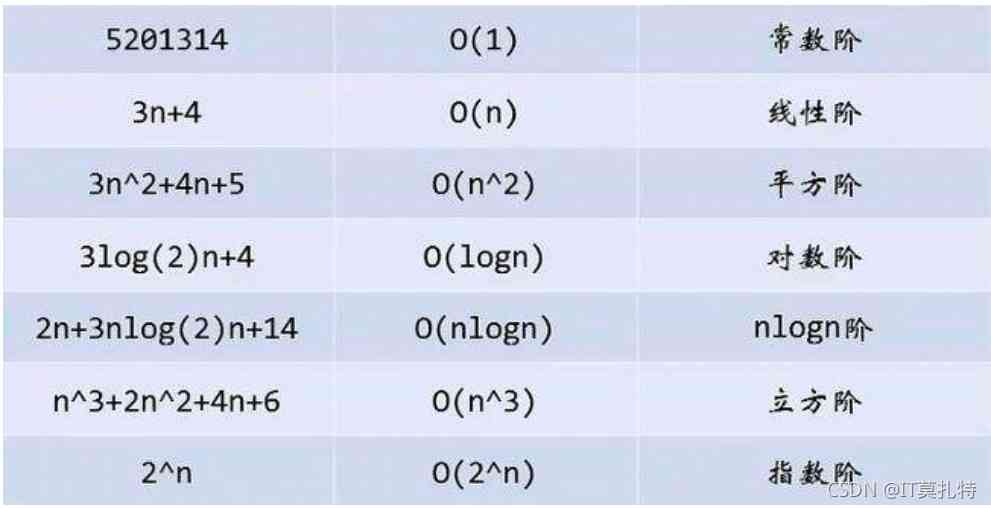 5201314 O(1) 常数阶
3n+4 O(n) 线性阶
3n^2+4n+5 O(n^2) 平方阶
3log(2)n+4 O(logn) 对数阶
2n+3nlog(2)n+14 O(nlogn) nlogn阶
n^3+2n^2+4n+6 O(n^3) 立方阶
2^n O(2^n) 指数阶
CSDN @IT莫扎特